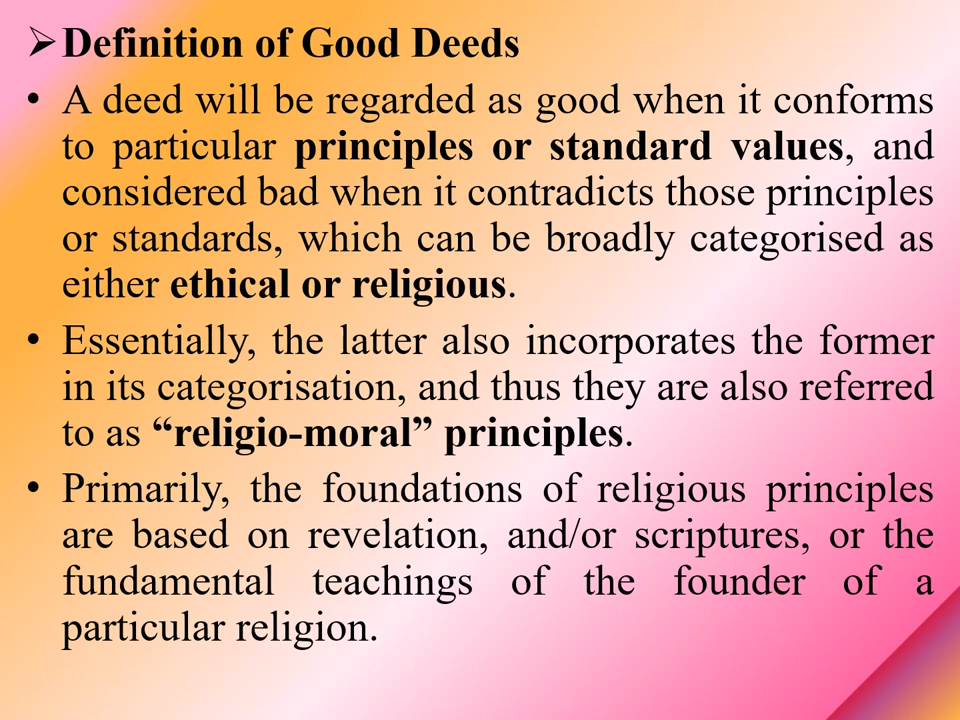 ➢ Definition of Good Deeds
• A deed will be regarded as good when it conforms
to particular principles or standard values, and
considered bad when it contradicts those principles
or standards, which can be broadly categorised as
either ethical or religious.
• Essentially, the latter also incorporates the former
in its categorisation, and thus they are also referred
to as “religio-moral” principles.
• Primarily, the foundations of religious principles
are based on revelation, and/or scriptures, or the
fundamental teachings of the founder of a
particular religion.